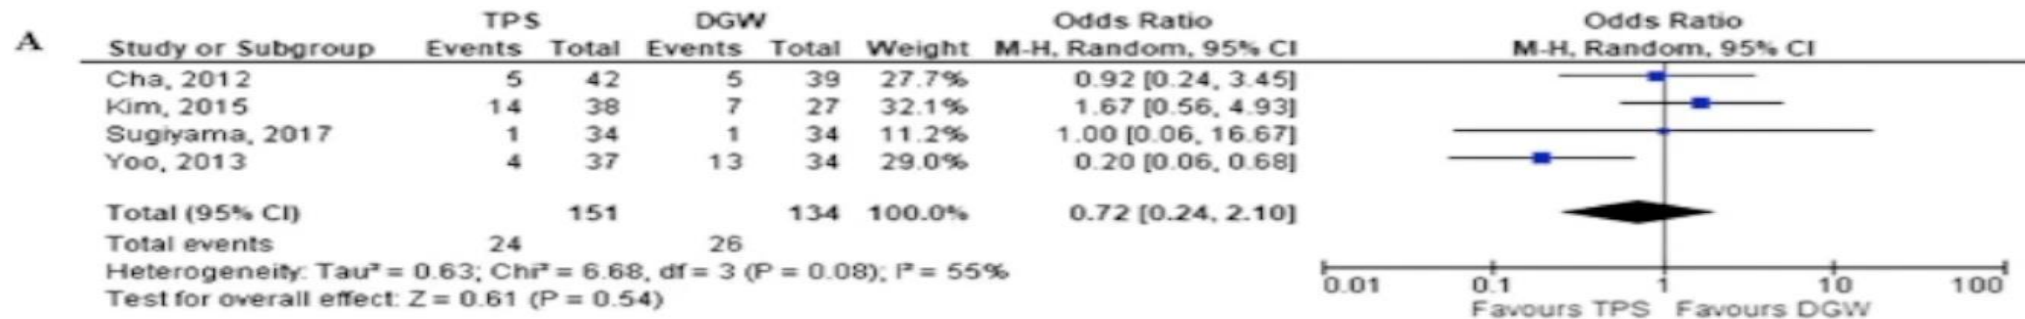 TPS DGW Odds Ratio Odds Ratio
A Study or Subgroup Events Total Events Total Weight M-H, Random, 95% CI M-H, Random, 95% CI
Cha, 2012 5 42 5 39 27.7% 0.92 [0.24, 3.45]
Kim, 2015 14 38 7 27 32.1% 1.67 [0.56, 4.93]
Sugiyama, 2017 1 34 1 34 11.2% 1.00 [0.06, 16.67]
Yoo, 2013 4 37 13 34 29.0% 0.20 [0.06, 0.68]
Total (95% CI) 151 134 100.0% 0.72 [0.24, 2.10]
Total events 24 26
Heterogeneity: Tau² = 0.63; Chi² = 6.68, df = 3 (P = 0.08); I² = 55%
Test for overall effect: Z = 0.61 (P = 0.54)
0.01 0.1 1 10 100
Favours TPS Favours DGW